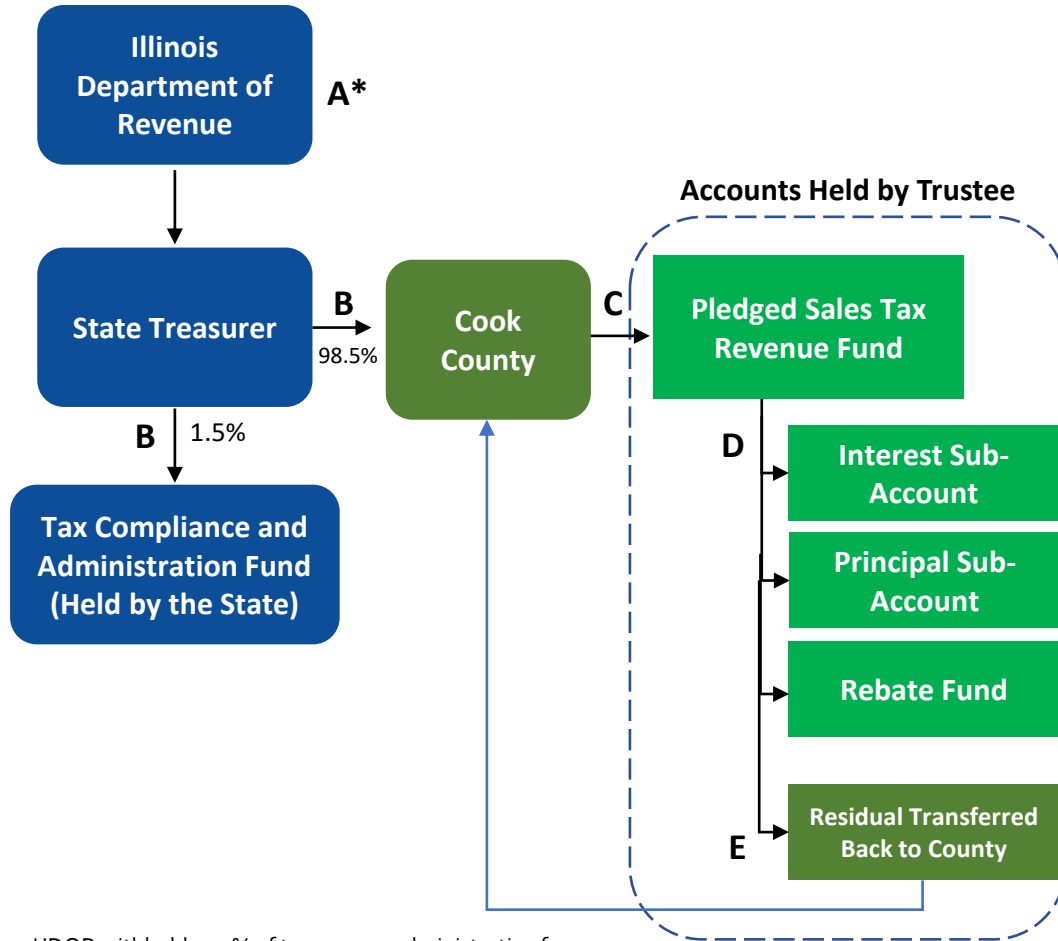 Illinois
Department of
Revenue
A*
Accounts Held by Trustee
State Treasurer
B
98.5%
Cook
County
C
Pledged Sales Tax
Revenue Fund
B
1.5%
D
Interest Sub-
Account
Tax Compliance and
Administration Fund
(Held by the State)
Principal Sub-
Account
Rebate Fund
E
Residual Transferred
Back to County